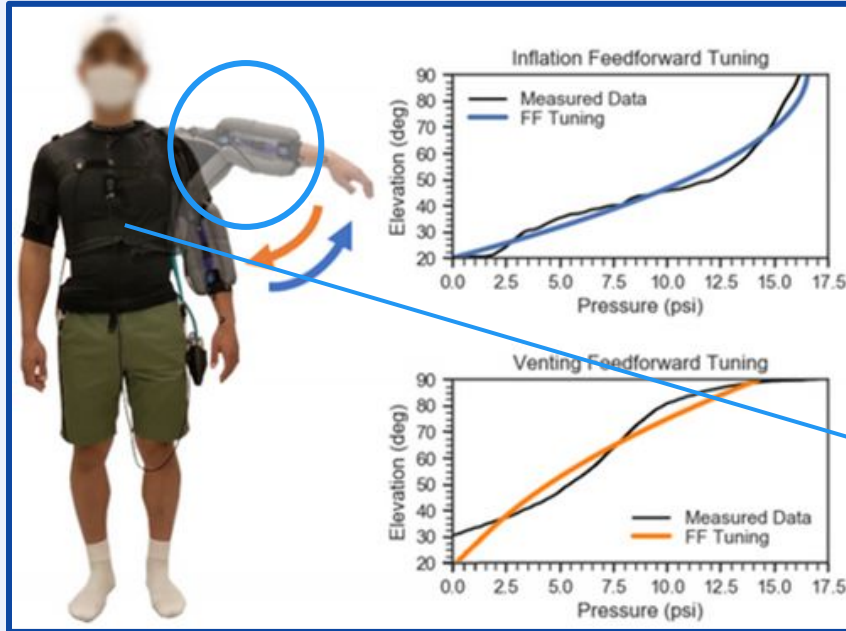 Inflation Feedforward Tuning
90
80
70
60
50
40
30
20
Elevation (deg)
Measured Data
FF Tuning
0.0 2.5 5.0 7.5 10.0 12.5 15.0 17.5
Pressure (psi)
Venting Feedforward Tuning
90
80
70
60
50
40
30
20
Elevation (deg)
Measured Data
FF Tuning
0.0 2.5 5.0 7.5 10.0 12.5 15.0 17.5
Pressure (psi)